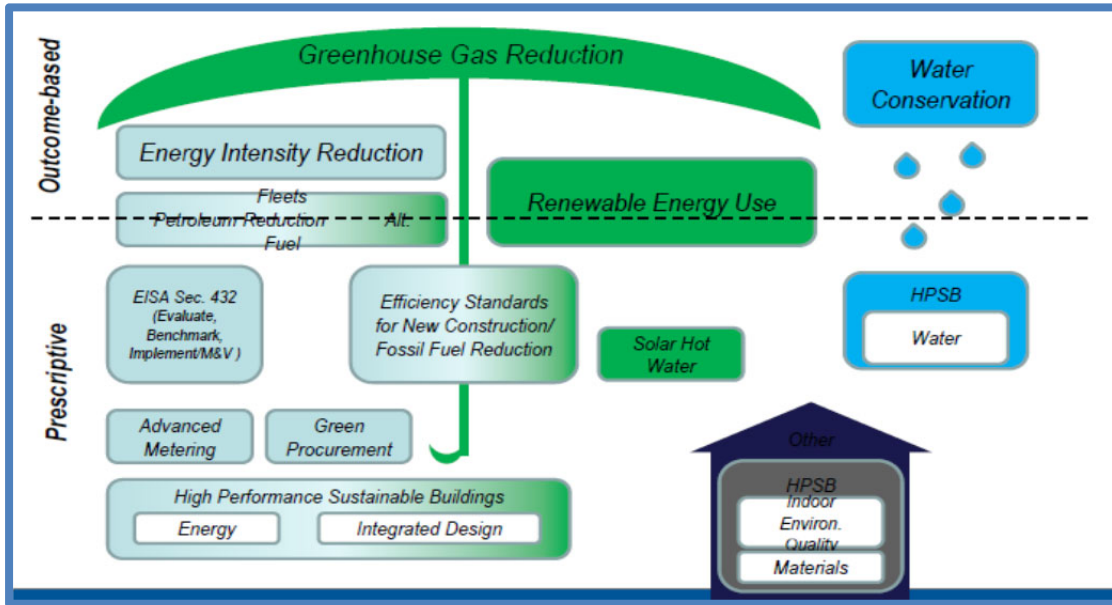 Outcome-based
Greenhouse Gas Reduction
Water
Conservation
Energy Intensity Reduction
Fleets
Petroleum Reduction Alt.
Fuel
Renewable Energy Use
Prescriptive
EISA Sec. 432
(Evaluate,
Benchmark,
Implement/M&V )
Efficiency Standards
for New Construction/
Fossil Fuel Reduction
Solar Hot
Water
HPSB
Water
Advanced
Metering
Green
Procurement
High Performance Sustainable Buildings
Energy
Integrated Design
Other
HPSB
Indoor
Environ.
Quality
Materials